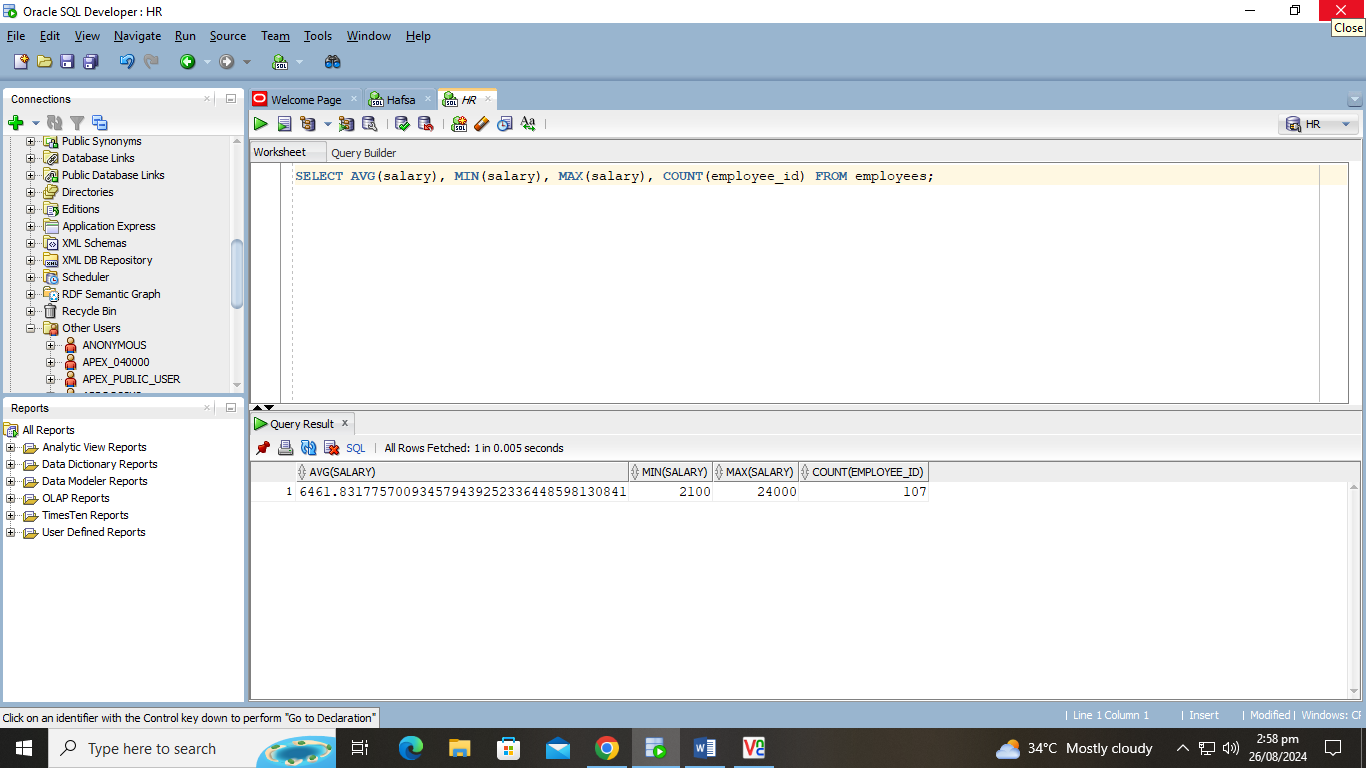 Oracle SQL Developer : HR
Close
File Edit View Navigate Run Source Team Tools Window Help
Connections
Welcome Page
Hafsa
HR
HR
Public Synonyms
Database Links
Public Database Links
Directories
Editions
Application Express
XML Schemas
XML DB Repository
Scheduler
RDF Semantic Graph
Recycle Bin
Other Users
ANONYMOUS
APEX_040000
APEX_PUBLIC_USER
Worksheet Query Builder
SELECT AVG(salary), MIN(salary), MAX(salary), COUNT(employee_id) FROM employees;
Reports
All Reports
Analytic View Reports
Data Dictionary Reports
Data Modeler Reports
OLAP Reports
TimesTen Reports
User Defined Reports
Query Result
SQL | All Rows Fetched: 1 in 0.005 seconds
AVG(SALARY) MIN(SALARY) MAX(SALARY) COUNT(EMPLOYEE_ID)
1 6461.831775700934579439252336448598130841 2100 24000 107
Click on an identifier with the Control key down to perform "Go to Declaration"
| Line 1 Column 1 | Insert | Modified | Windows:
Type here to search
34°C Mostly cloudy
2:58 pm
26/08/2024